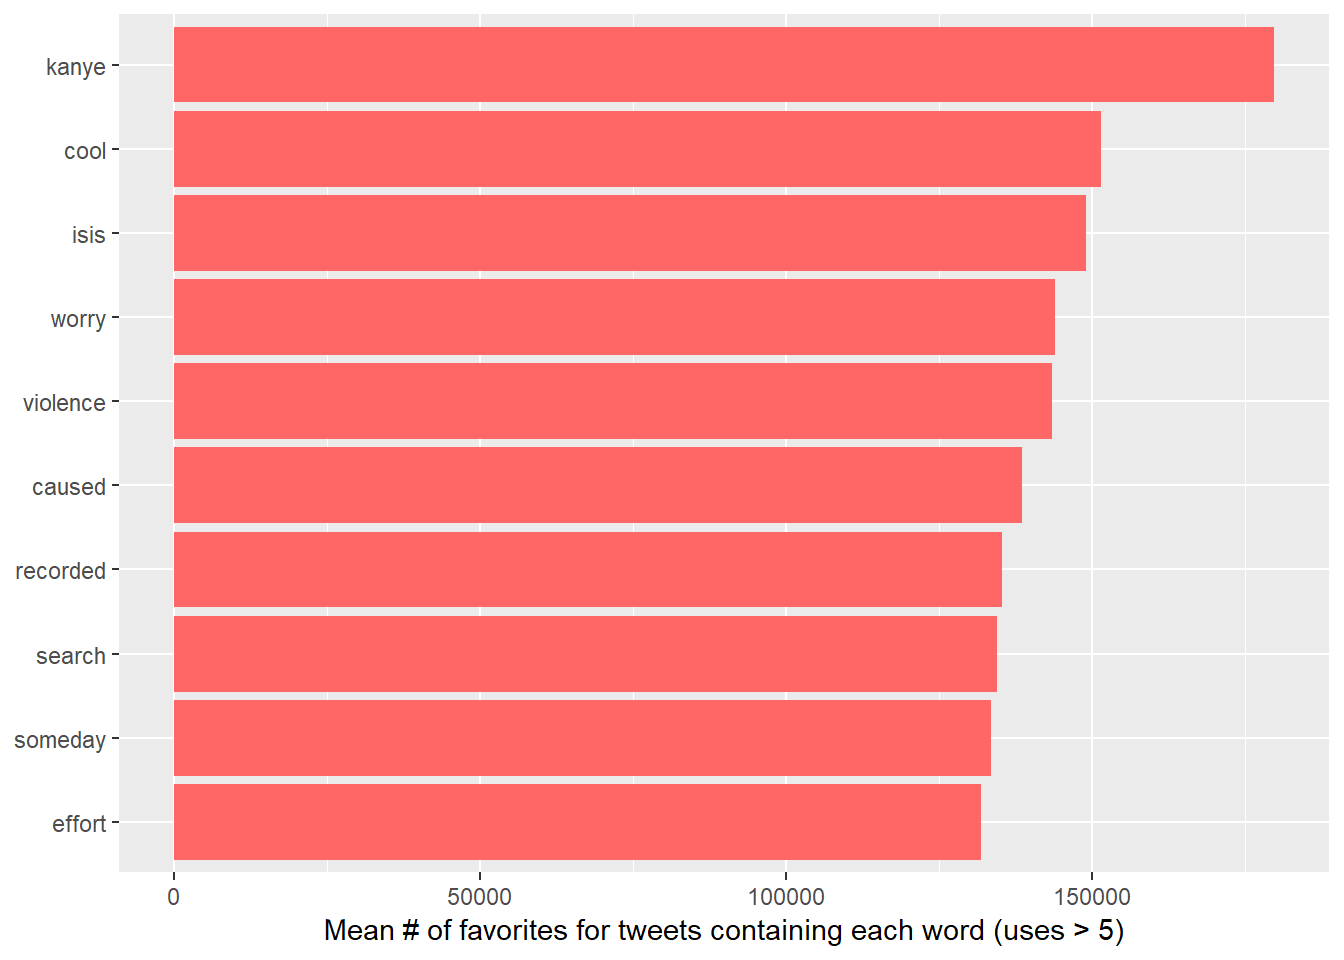 kanye
cool
isis
worry
violence
caused
recorded
search
someday
effort
0 50000 100000 150000
Mean # of favorites for tweets containing each word (uses > 5)